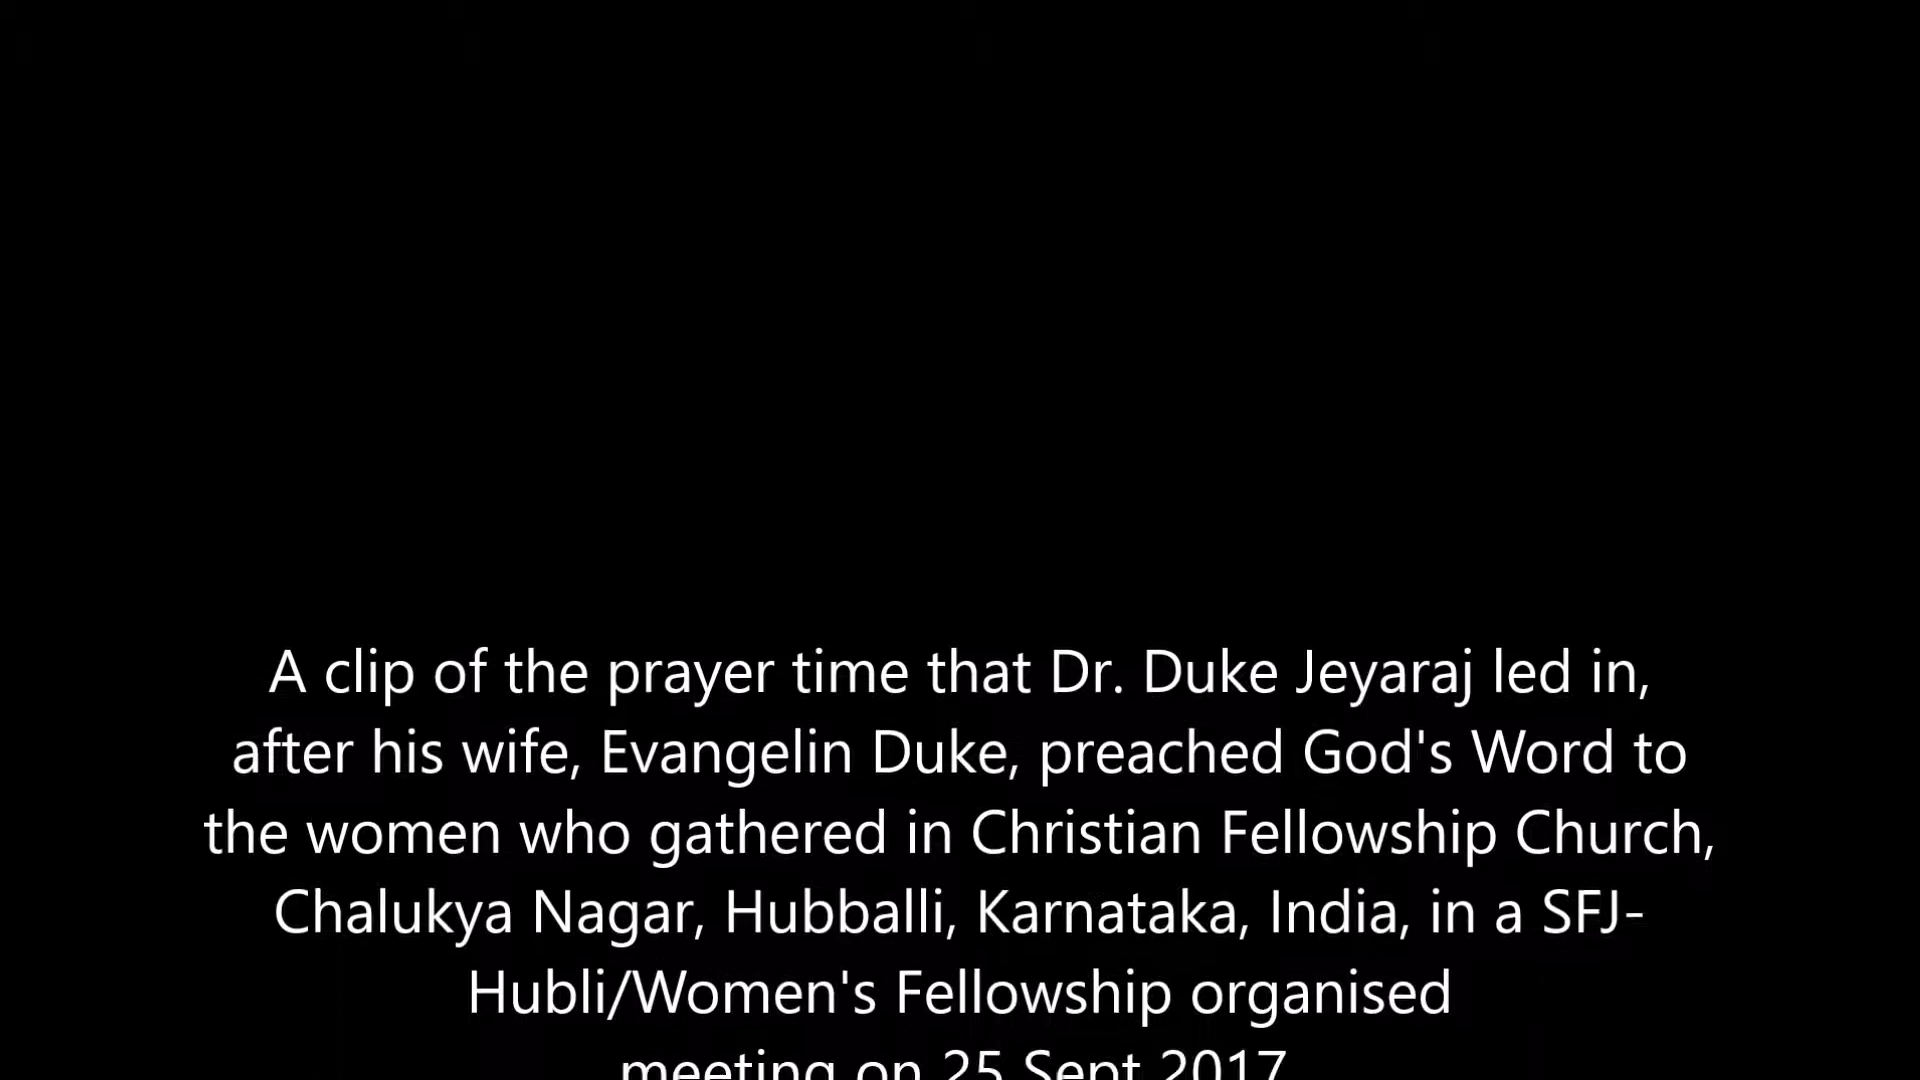 A clip of the prayer time that Dr. Duke Jeyaraj led in,
after his wife, Evangelin Duke, preached God's Word to
the women who gathered in Christian Fellowship Church,
Chalukya Nagar, Hubballi, Karnataka, India, in a SFJ-
Hubli/Women's Fellowship organised
meeting on 25 Sept 2017